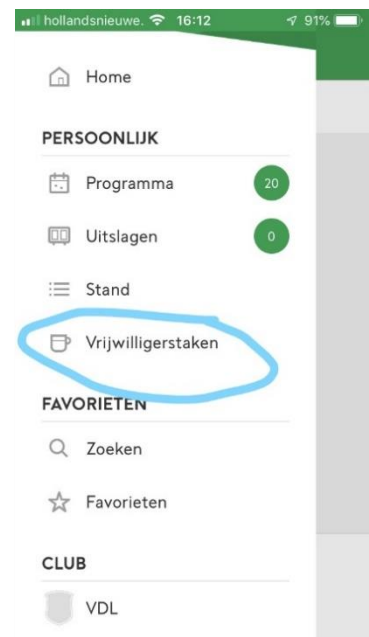 hollandsnieuwe. 16:12 91%
Home
PERSOONLIJK
Programma 20
Uitslagen 0
Stand
Vrijwilligerstaken
FAVORIETEN
Zoeken
Favorieten
CLUB
VDL